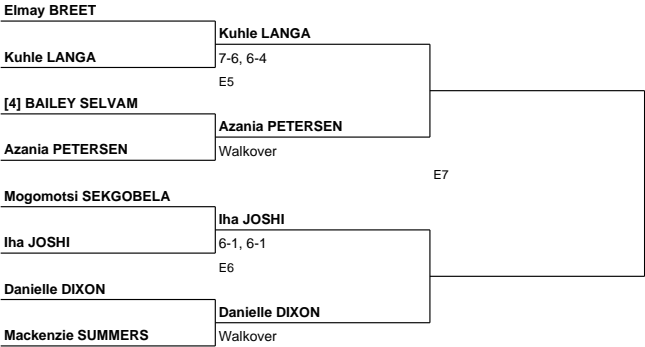 Elmay BREET
Kuhle LANGA
Kuhle LANGA
7-6, 6-4
E5
[4] BAILEY SELVAM
Azania PETERSEN
Azania PETERSEN
Walkover
E7
Mogomotsi SEKGOBELA
Iha JOSHI
Iha JOSHI
6-1, 6-1
E6
Danielle DIXON
Danielle DIXON
Mackenzie SUMMERS
Walkover